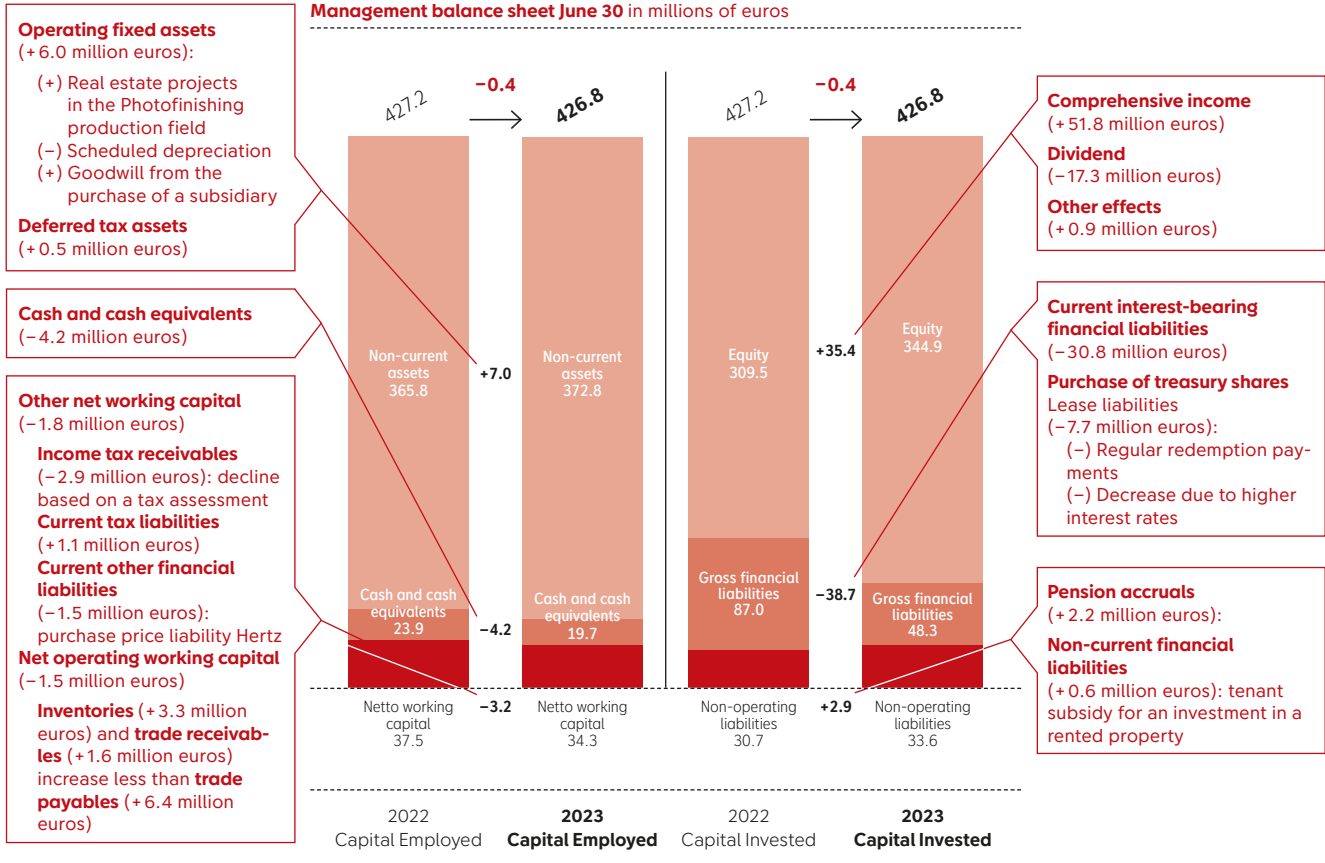 Management balance sheet June 30 in millions of euros
Operating fixed assets
(+6.0 million euros):
(+) Real estate projects
in the Photofinishing
production field
(−) Scheduled depreciation
(+) Goodwill from the
purchase of a subsidiary
Deferred tax assets
(+0.5 million euros)
Cash and cash equivalents
(−4.2 million euros)
Other net working capital
(−1.8 million euros)
Income tax receivables
(−2.9 million euros): decline
based on a tax assessment
Current tax liabilities
(+1.1 million euros)
Current other financial
liabilities
(−1.5 million euros):
purchase price liability Hertz
Net operating working capital
(−1.5 million euros)
Inventories (+3.3 million
euros) and trade receivab-
les (+1.6 million euros)
increase less than trade
payables (+6.4 million
euros)
427.2
−0.4
426.8
Non-current
assets
365.8
+7.0
Non-current
assets
372.8
Cash and cash
equivalents
23.9
−4.2
Cash and cash
equivalents
19.7
Netto working
capital
37.5
−3.2
Netto working
capital
34.3
2022
Capital Employed
2023
Capital Employed
427.2
−0.4
426.8
Equity
309.5
+35.4
Equity
344.9
Gross financial
liabilities
87.0
−38.7
Gross financial
liabilities
48.3
Non-operating
liabilities
30.7
+2.9
Non-operating
liabilities
33.6
2022
Capital Invested
2023
Capital Invested
Comprehensive income
(+51.8 million euros)
Dividend
(−17.3 million euros)
Other effects
(+0.9 million euros)
Current interest-bearing
financial liabilities
(−30.8 million euros)
Purchase of treasury shares
Lease liabilities
(−7.7 million euros):
(−) Regular redemption pay-
ments
(−) Decrease due to higher
interest rates
Pension accruals
(+2.2 million euros):
Non-current financial
liabilities
(+0.6 million euros): tenant
subsidy for an investment in a
rented property